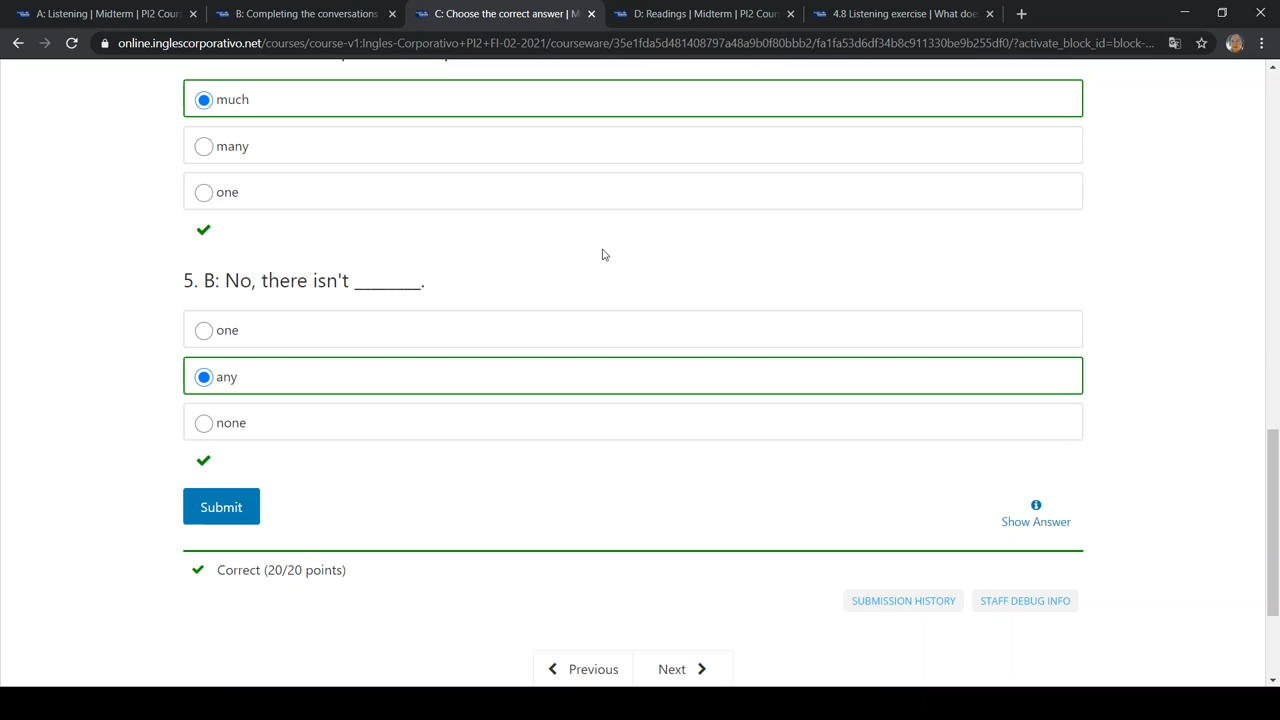 A: Listening | Midterm | PI2 Cour
B: Completing the conversations
C: Choose the correct answer | M
D: Readings | Midterm | PI2 Cour
4.8 Listening exercise | What doe
online.inglescorporativo.net/courses/course-v1:Ingles-Corporativo+PI2+FI-02-2021/courseware/35e1fda5d481408797a48a9b0f80bbb2/fa1fa53d6df34b8c911330be9b255df0/?activate_block_id=block-...
much
many
one
5. B: No, there isn't ________.
one
any
none
Submit
Show Answer
Correct (20/20 points)
SUBMISSION HISTORY
STAFF DEBUG INFO
Previous
Next